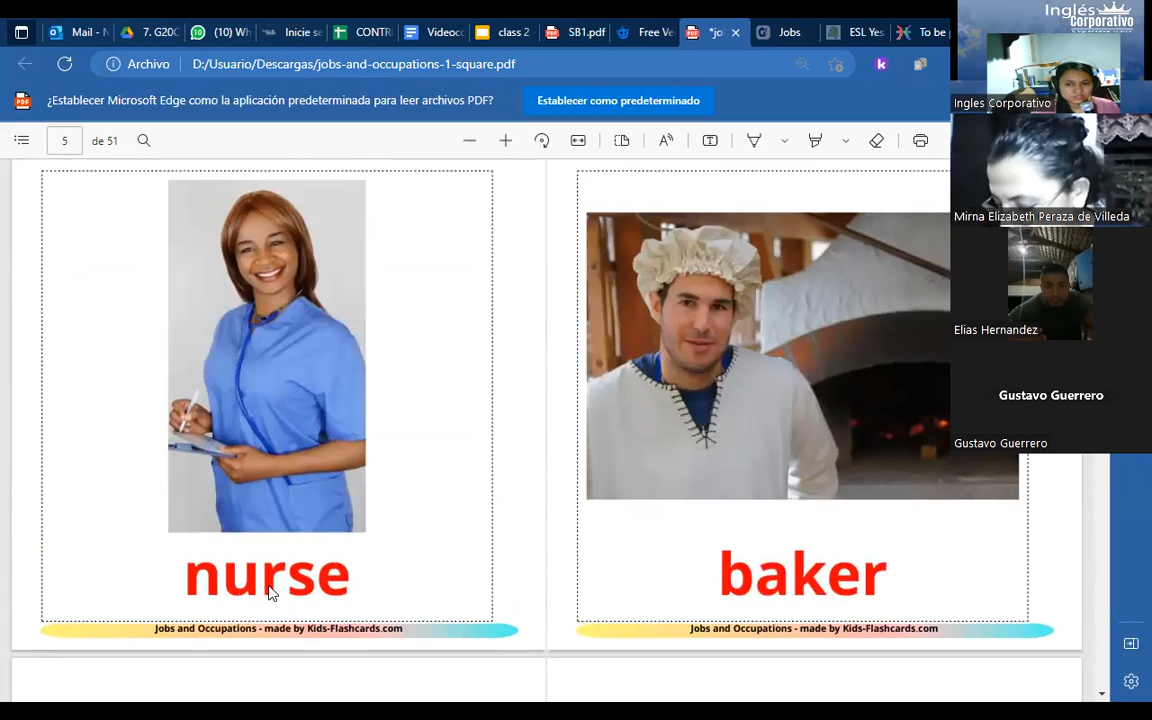 Mail - N
7. G20C
(10) Wh
Inicie se
CONTR
Videoco
class 2
SB1.pdf
Free Ve
*jo
Jobs
ESL Yes
To be
Archivo
D:/Usuario/Descargas/jobs-and-occupations-1-square.pdf
¿Establecer Microsoft Edge como la aplicación predeterminada para leer archivos PDF?
Establecer como predeterminado
5
de 51
nurse
Jobs and Occupations - made by Kids-Flashcards.com
baker
Jobs and Occupations - made by Kids-Flashcards.com
Inglés
Corporativo
Ingles Corporativo
Mirna Elizabeth Peraza de Villeda
Elias Hernandez
Gustavo Guerrero
Gustavo Guerrero